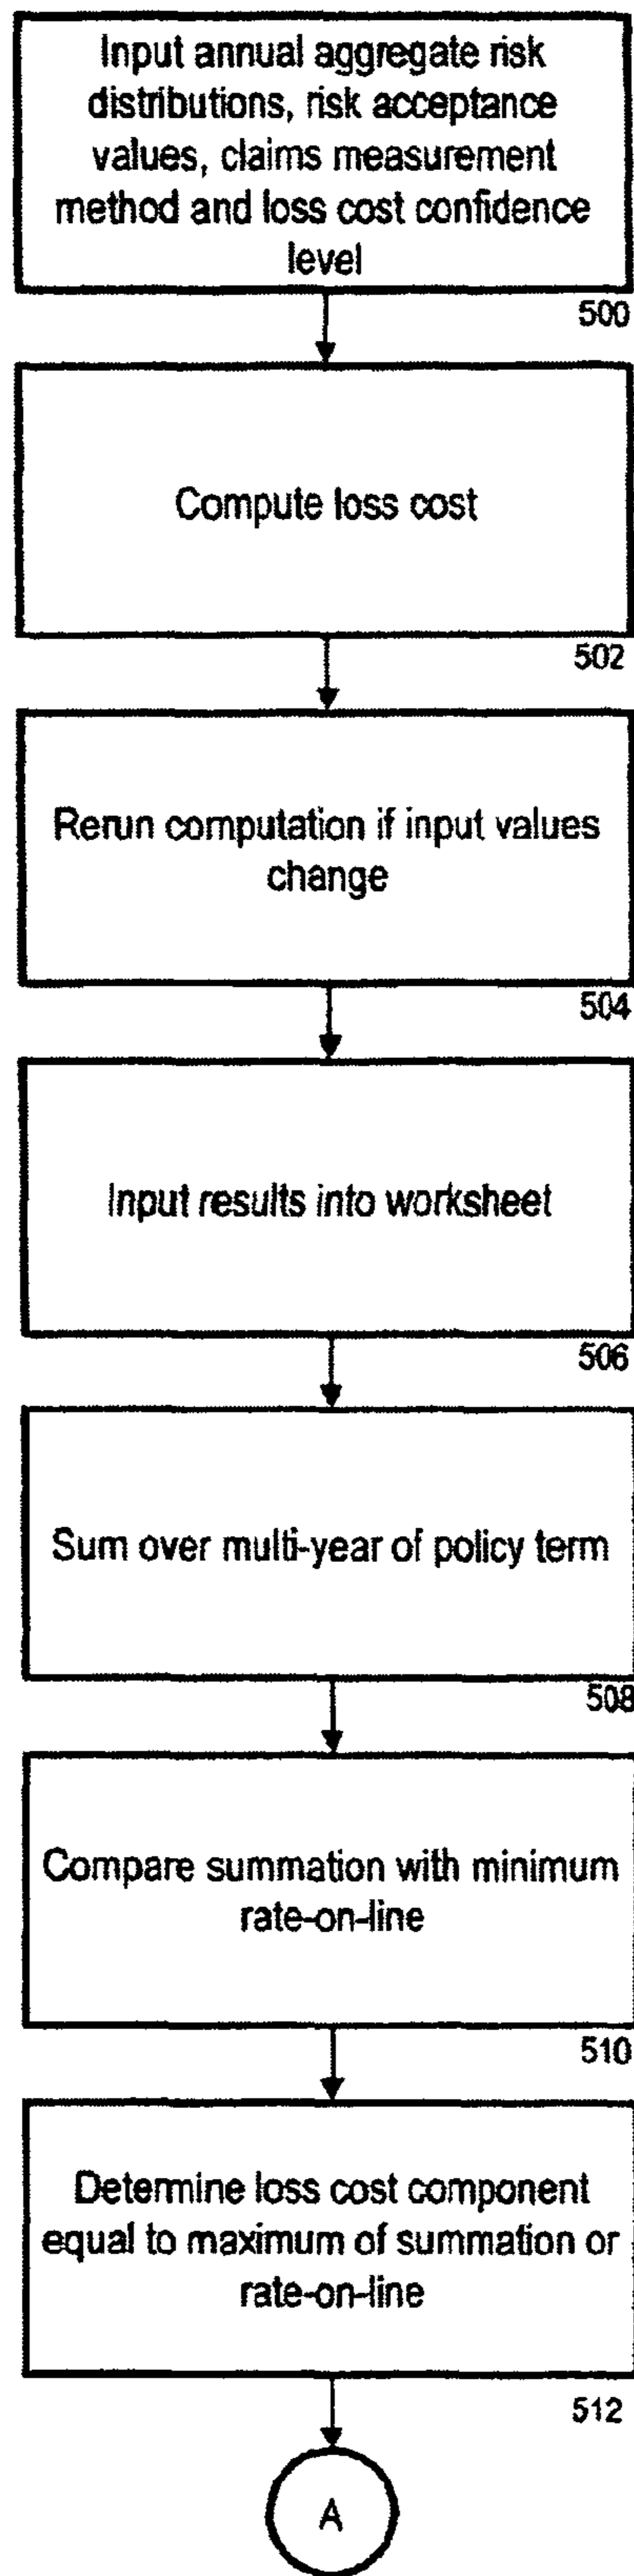 Input annual aggregate risk
distributions, risk acceptance
values, claims measurement
method and loss cost confidence
level
500
Compute loss cost
502
Rerun computation if input values
change
504
Input results into worksheet
506
Sum over multi-year of policy term
508
Compare summation with minimum
rate-on-line
510
Determine loss cost component
equal to maximum of summation or
rate-on-line
512
A